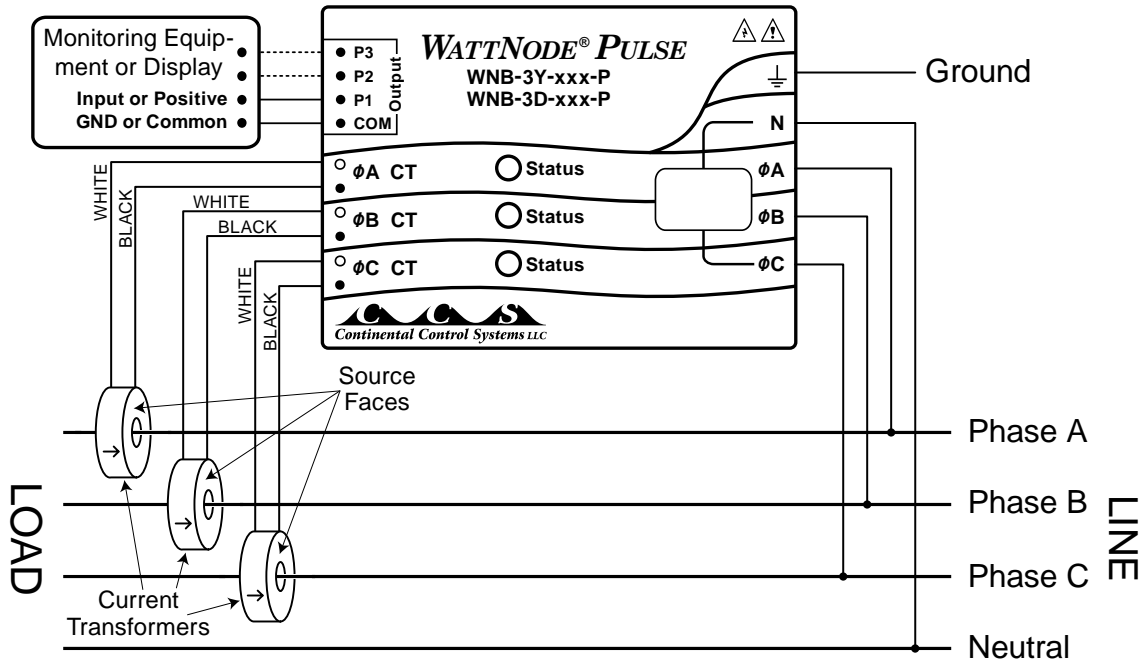 Monitoring Equip-
ment or Display
Input or Positive
GND or Common
P3
P2
P1
COM
Output
WATTNODE® PULSE
WNB-3Y-xxx-P
WNB-3D-xxx-P
Ground
N
ϕA CT
Status
ϕA
ϕB CT
Status
ϕB
ϕC CT
Status
ϕC
WHITE
BLACK
WHITE
BLACK
WHITE
BLACK
CCS
Continental Control Systems LLC
Source
Faces
Phase A
Phase B
Phase C
Neutral
LOAD
LINE
Current
Transformers